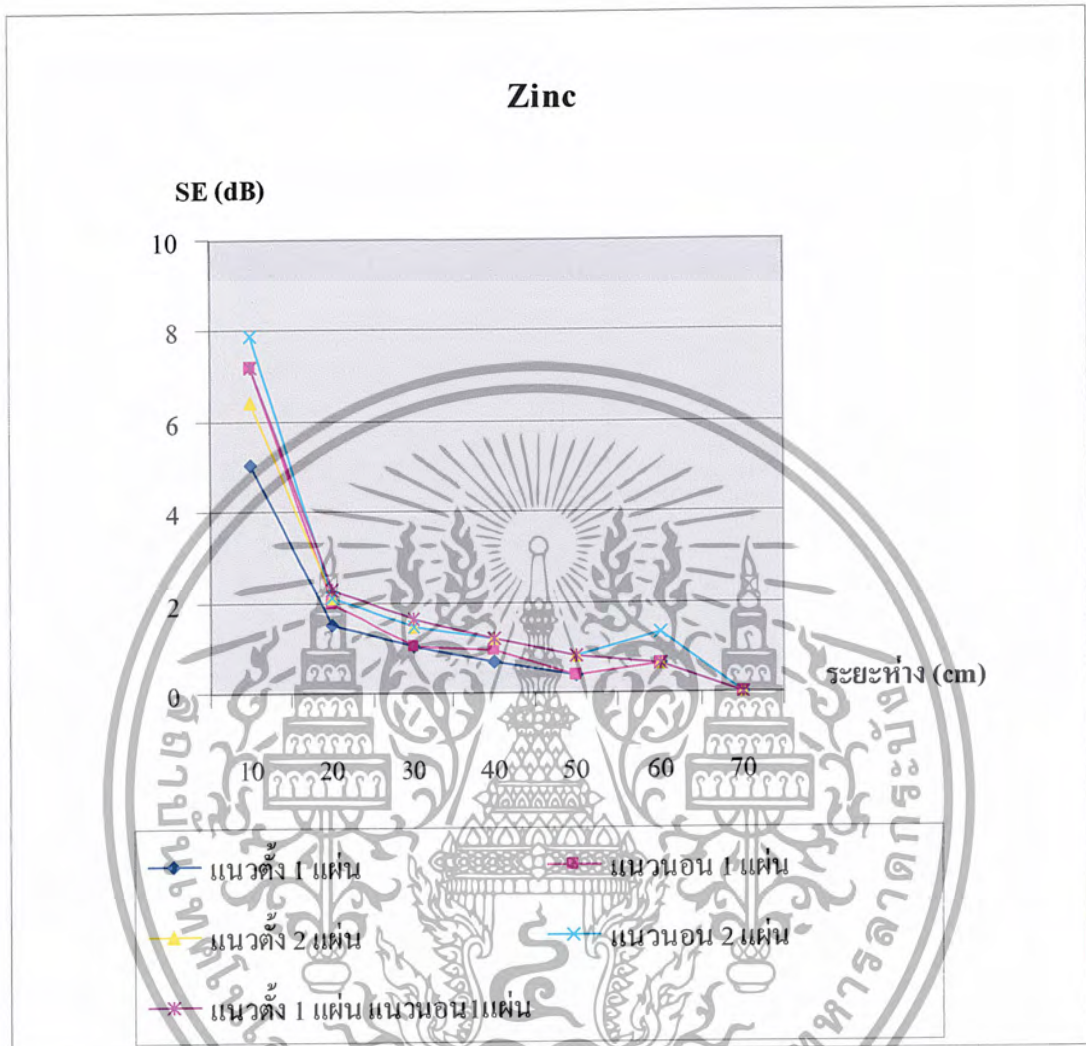 Zinc
SE (dB)
10
8
6
4
2
0
ระยะห่าง (cm)
10 20 30 40 50 60 70
แนวตั้ง 1 แผ่น
แนวนอน 1 แผ่น
แนวตั้ง 2 แผ่น
แนวนอน 2 แผ่น
แนวตั้ง 1 แผ่น แนวนอน1แผ่น